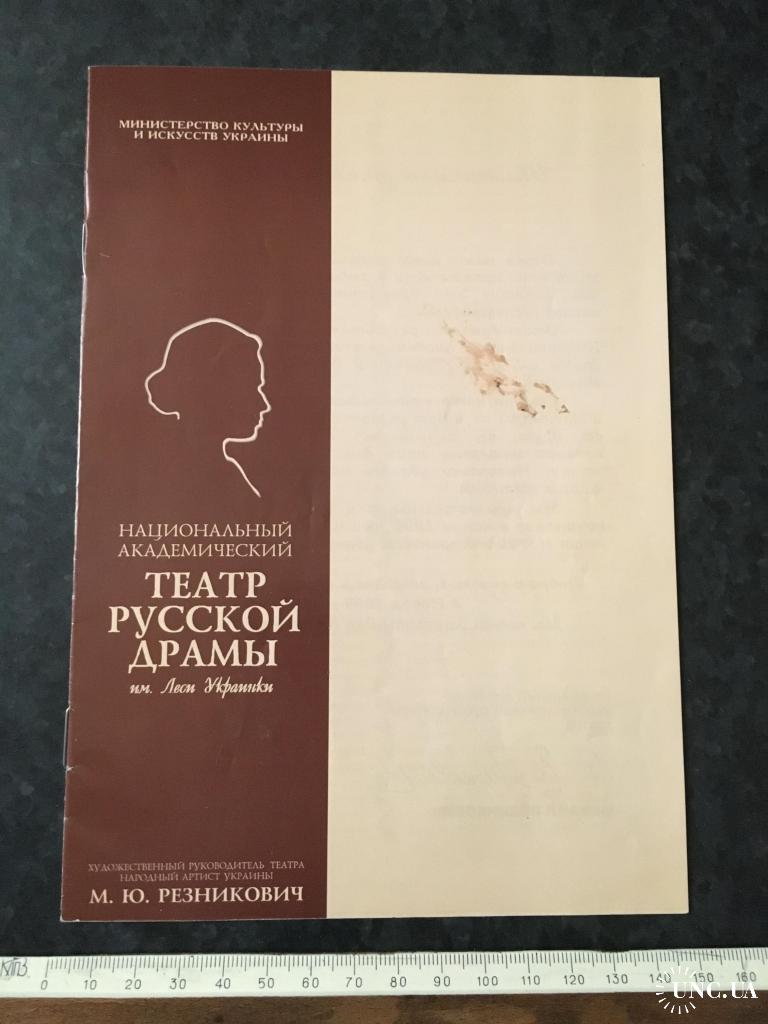 МИНИСТЕРСТВО КУЛЬТУРЫ
И ИСКУССТВ УКРАИНЫ
НАЦИОНАЛЬНЫЙ
АКАДЕМИЧЕСКИЙ
ТЕАТР
РУССКОЙ
ДРАМЫ
им. Леси Украинки
ХУДОЖЕСТВЕННЫЙ РУКОВОДИТЕЛЬ ТЕАТРА
НАРОДНЫЙ АРТИСТ УКРАИНЫ
М. Ю. РЕЗНИКОВИЧ
0 10 20 30 40 50 60 70 80 90 100 110 120 130 140 150 160
UNC.UA